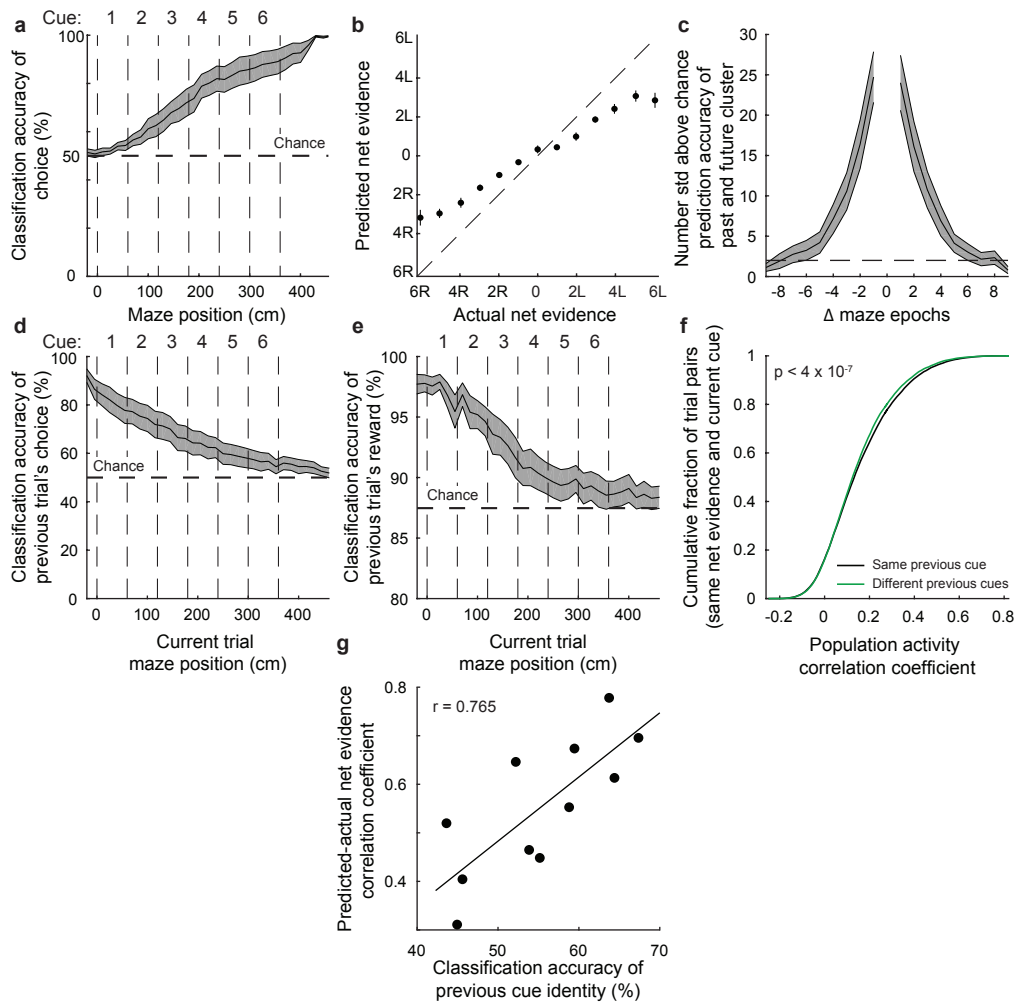 a
Cue: 1 2 3 4 5 6
Classification accuracy of
choice (%)
100
50
0
Chance
0 100 200 300 400
Maze position (cm)
b
Predicted net evidence
6L
4L
2L
0
2R
4R
6R
6R 4R 2R 0 2L 4L 6L
Actual net evidence
c
Number std above chance
prediction accuracy of
past and future cluster
30
25
20
15
10
5
0
-8 -6 -4 -2 0 2 4 6 8
Δ maze epochs
d
Cue: 1 2 3 4 5 6
Classification accuracy of
previous trial's choice (%)
100
80
60
40
20
0
Chance
0 100 200 300 400
Current trial
maze position (cm)
e
1 2 3 4 5 6
Classification accuracy of
previous trial's reward (%)
100
95
90
85
80
Chance
0 100 200 300 400
Current trial
maze position (cm)
f
Cumulative fraction of trial pairs
(same net evidence and current cue)
p < 4 x 10⁻⁷
1
0.8
0.6
0.4
0.2
0
Same previous cue
Different previous cues
-0.2 0 0.2 0.4 0.6 0.8
Population activity
correlation coefficient
g
Predicted-actual net evidence
correlation coefficient
r = 0.765
0.8
0.6
0.4
40 50 60 70
Classification accuracy of
previous cue identity (%)